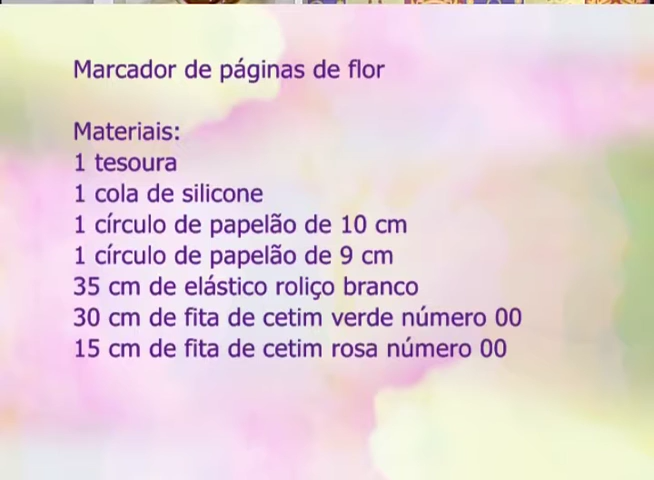 Marcador de páginas de flor
Materiais:
1 tesoura
1 cola de silicone
1 círculo de papelão de 10 cm
1 círculo de papelão de 9 cm
35 cm de elástico roliço branco
30 cm de fita de cetim verde número 00
15 cm de fita de cetim rosa número 00